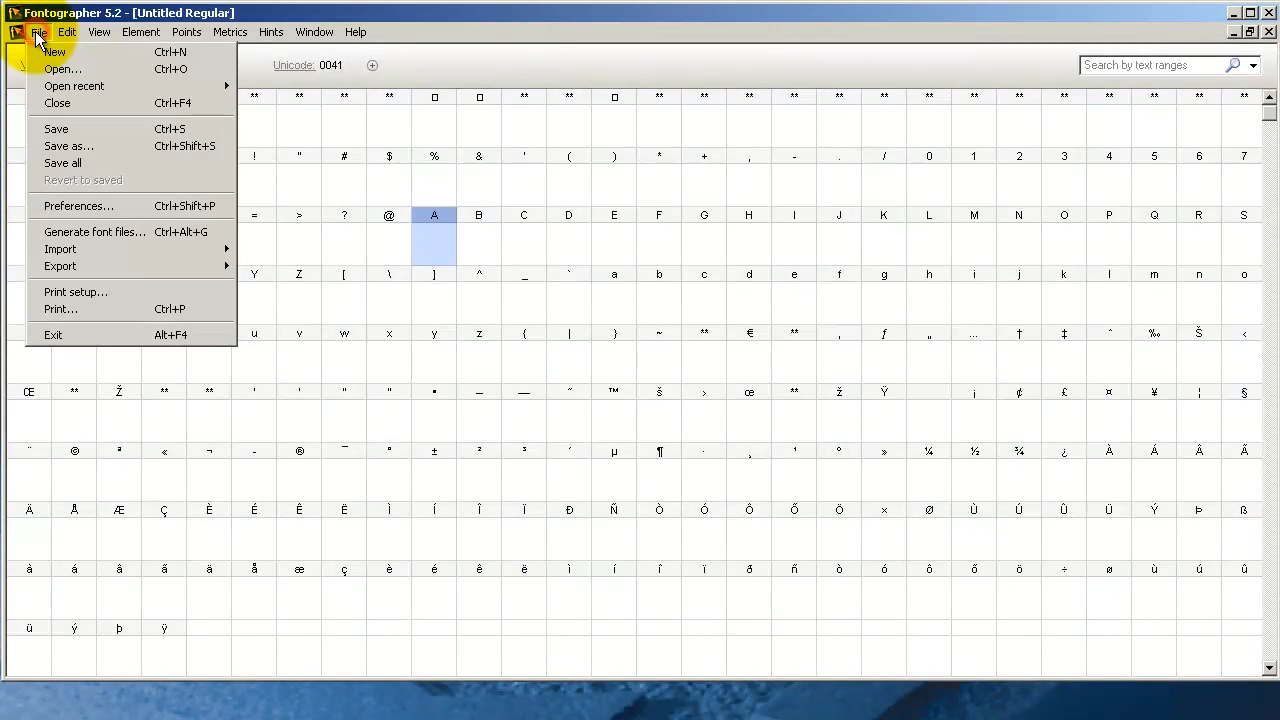 Fontographer 5.2 - [Untitled Regular]
File Edit View Element Points Metrics Hints Window Help
New Ctrl+N
Open... Ctrl+O
Open recent
Close Ctrl+F4
Save Ctrl+S
Save as... Ctrl+Shift+S
Save all
Revert to saved
Preferences... Ctrl+Shift+P
Generate font files... Ctrl+Alt+G
Import
Export
Print setup...
Print... Ctrl+P
Exit Alt+F4
Unicode: 0041
Search by text ranges
** ** ** ** ** ** ** ** ** ** ** ** ** ** ** ** ** ** ** **
! " # $ % & ' ( ) * + , - . / 0 1 2 3 4 5 6 7
= > ? @ A B C D E F G H I J K L M N O P Q R S
Y Z [ \ ] ^ _ ` a b c d e f g h i j k l m n o
u v w x y z { | } ~ ** € ** ‚ ƒ „ … † ‡ ˆ ‰ Š ‹
Œ ** Ž ** ** ' ' " " • – — ˜ ™ š › œ ** ž Ÿ ¡ ¢ £ ¤ ¥ ¦ §
¨ © ª « ¬ - ® ¯ ° ± ² ³ ´ µ ¶ · ¸ ¹ º » ¼ ½ ¾ ¿ À Á Â Ã
Ä Å Æ Ç È É Ê Ë Ì Í Î Ï Ð Ñ Ò Ó Ô Õ Ö × Ø Ù Ú Û Ü Ý Þ ß
à á â ã ä å æ ç è é ê ë ì í î ï ð ñ ò ó ô õ ö ÷ ø ù ú û
ü ý þ ÿ